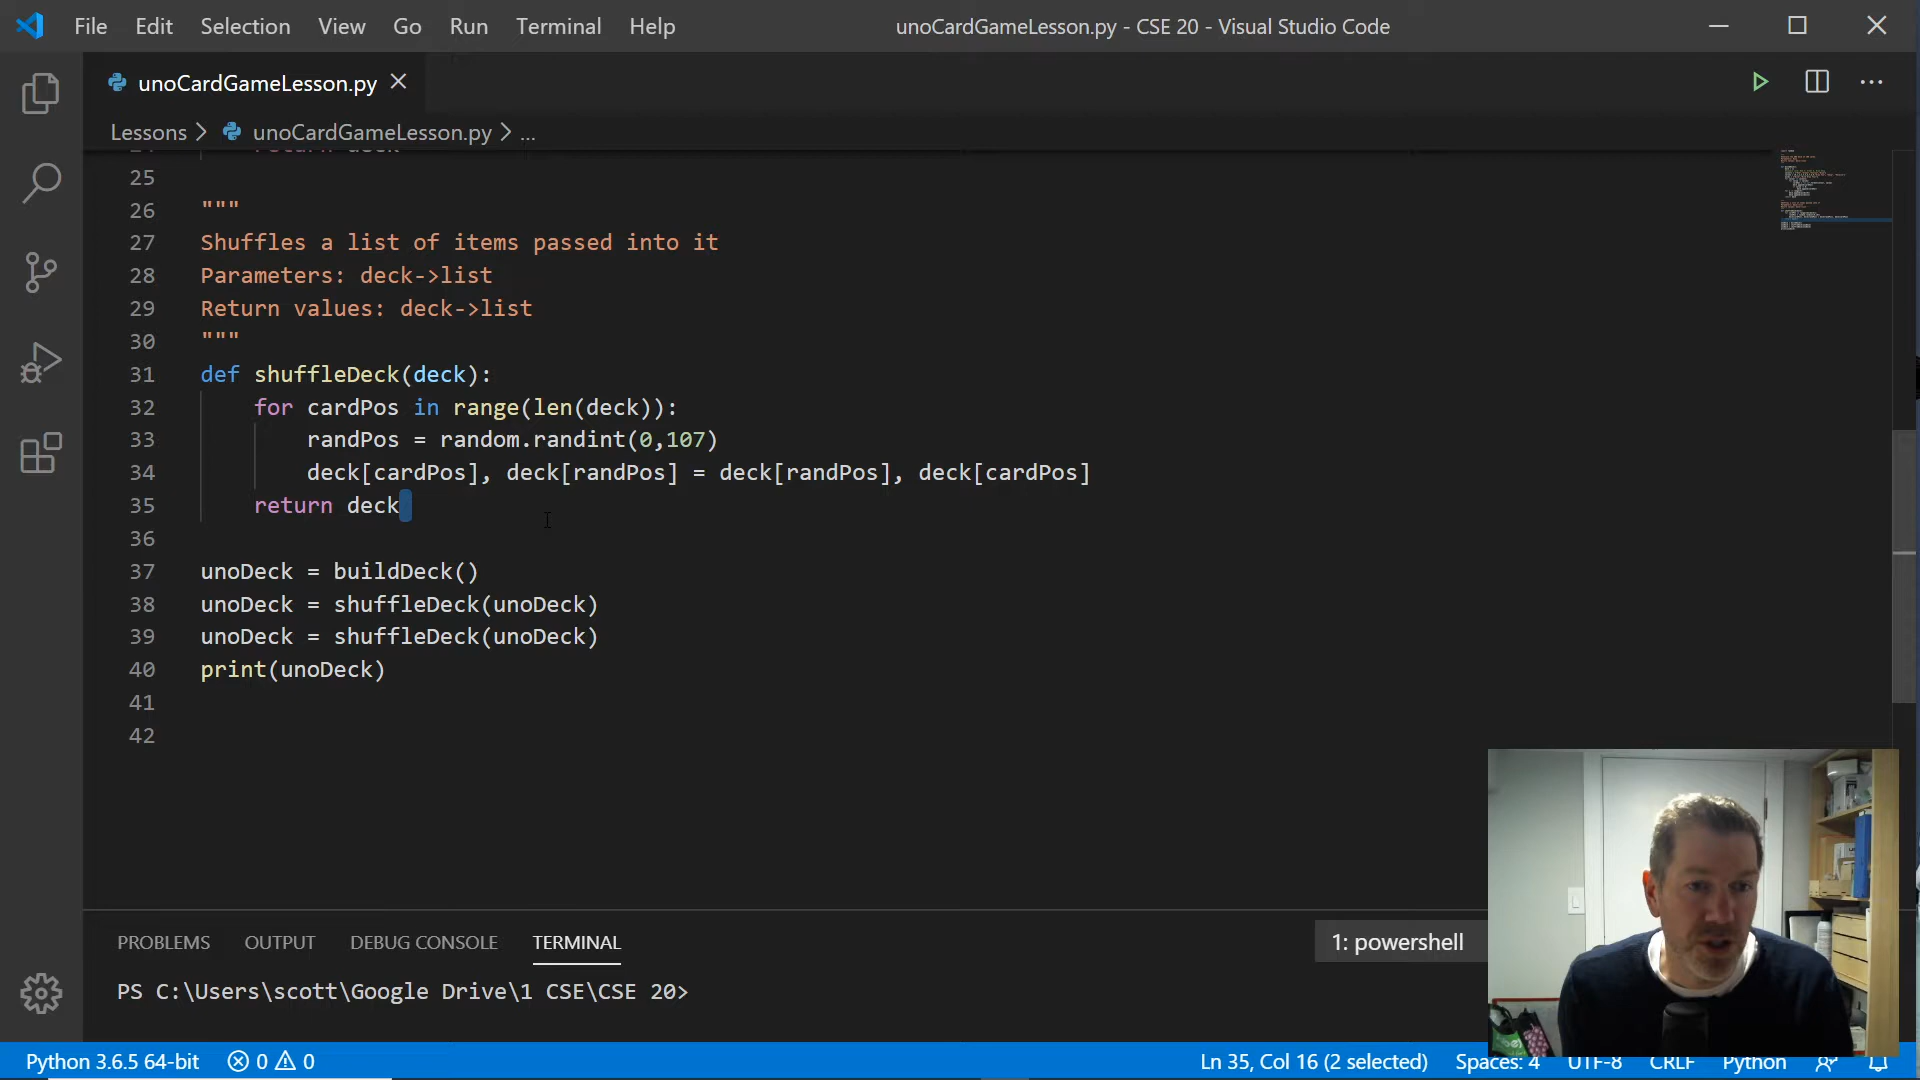 File Edit Selection View Go Run Terminal Help unoCardGameLesson.py - CSE 20 - Visual Studio Code
unoCardGameLesson.py
Lessons > unoCardGameLesson.py > ...
25
26 """
27 Shuffles a list of items passed into it
28 Parameters: deck->list
29 Return values: deck->list
30 """
31 def shuffleDeck(deck):
32 for cardPos in range(len(deck)):
33 randPos = random.randint(0,107)
34 deck[cardPos], deck[randPos] = deck[randPos], deck[cardPos]
35 return deck
36
37 unoDeck = buildDeck()
38 unoDeck = shuffleDeck(unoDeck)
39 unoDeck = shuffleDeck(unoDeck)
40 print(unoDeck)
41
42
PROBLEMS OUTPUT DEBUG CONSOLE TERMINAL 1: powershell
PS C:\Users\scott\Google Drive\1 CSE\CSE 20>
Python 3.6.5 64-bit 0 0 Ln 35, Col 16 (2 selected) Spaces: 4 UTF-8 CRLF Python